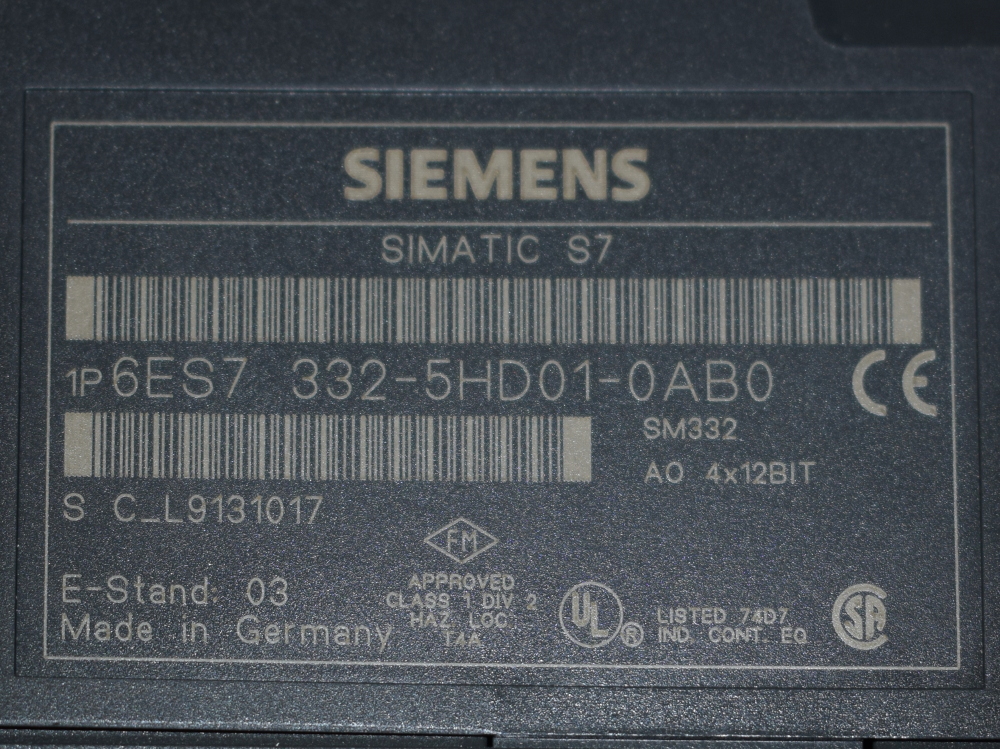 SIEMENS
SIMATIC S7
1P 6ES7 332-5HD01-0AB0
CE
SM332
AO 4x12BIT
S C_L9131017
FM
APPROVED
CLASS 1 DIV 2
HAZ. LOC
T4A
E-Stand: 03
Made in Germany
UL ®
LISTED 74D7
IND. CONT. EQ
SA